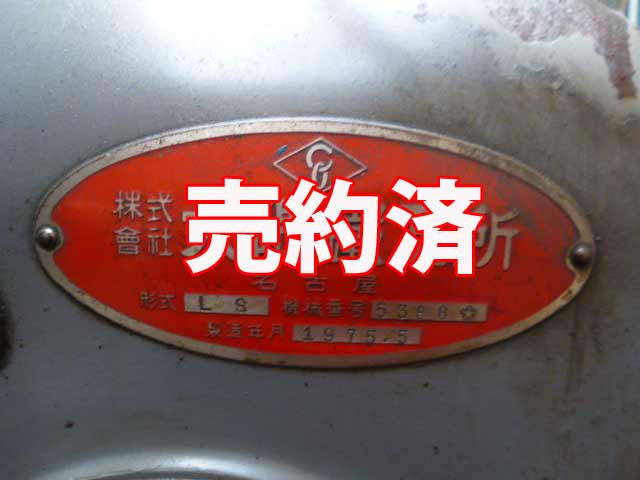 株式
會社
所
売約済
名古屋
形式 LS 機械番号 5388
製造年月 1975.5